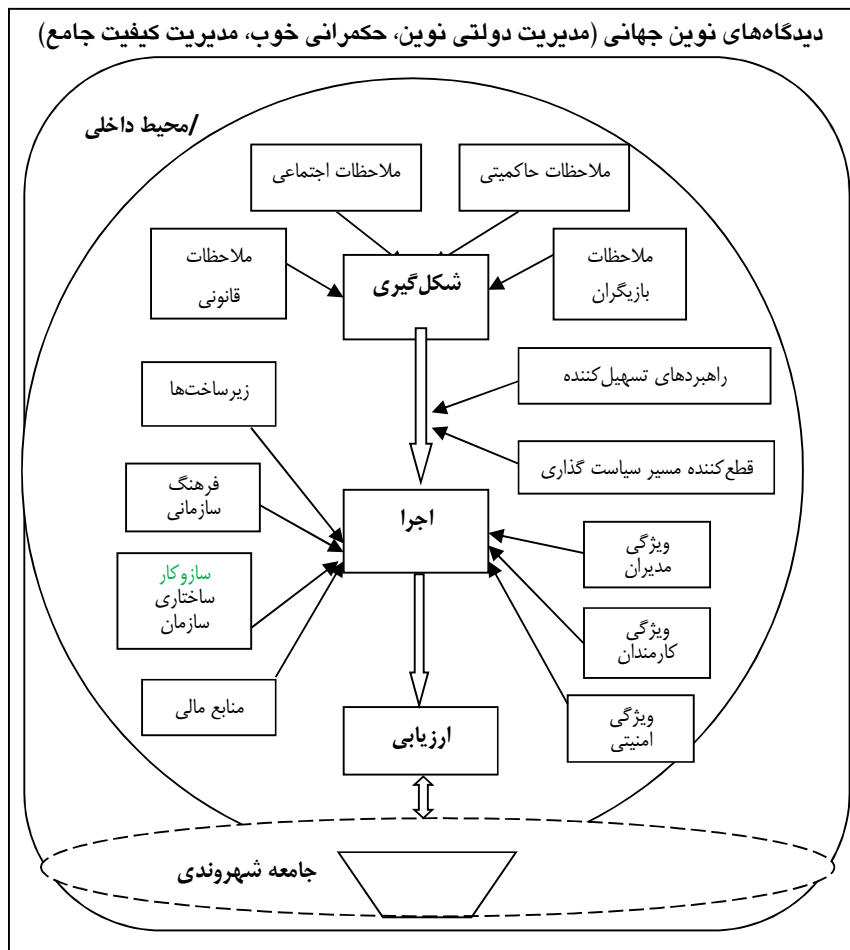 دیدگاه‌های نوین جهانی (مدیریت دولتی نوین، حکمرانی خوب، مدیریت کیفیت جامع)
/محیط داخلی
ملاحظات حاکمیتی
ملاحظات اجتماعی
ملاحظات
بازیگران
شکل‌گیری
ملاحظات
قانونی
راهبردهای تسهیل‌کننده
زیرساخت‌ها
قطع‌کننده مسیر سیاست گذاری
فرهنگ
سازمانی
اجرا
ویژگی
مدیران
سازوکار
ساختاری
سازمان
ویژگی
کارمندان
منابع مالی
ویژگی
امنیتی
ارزیابی
جامعه شهروندی